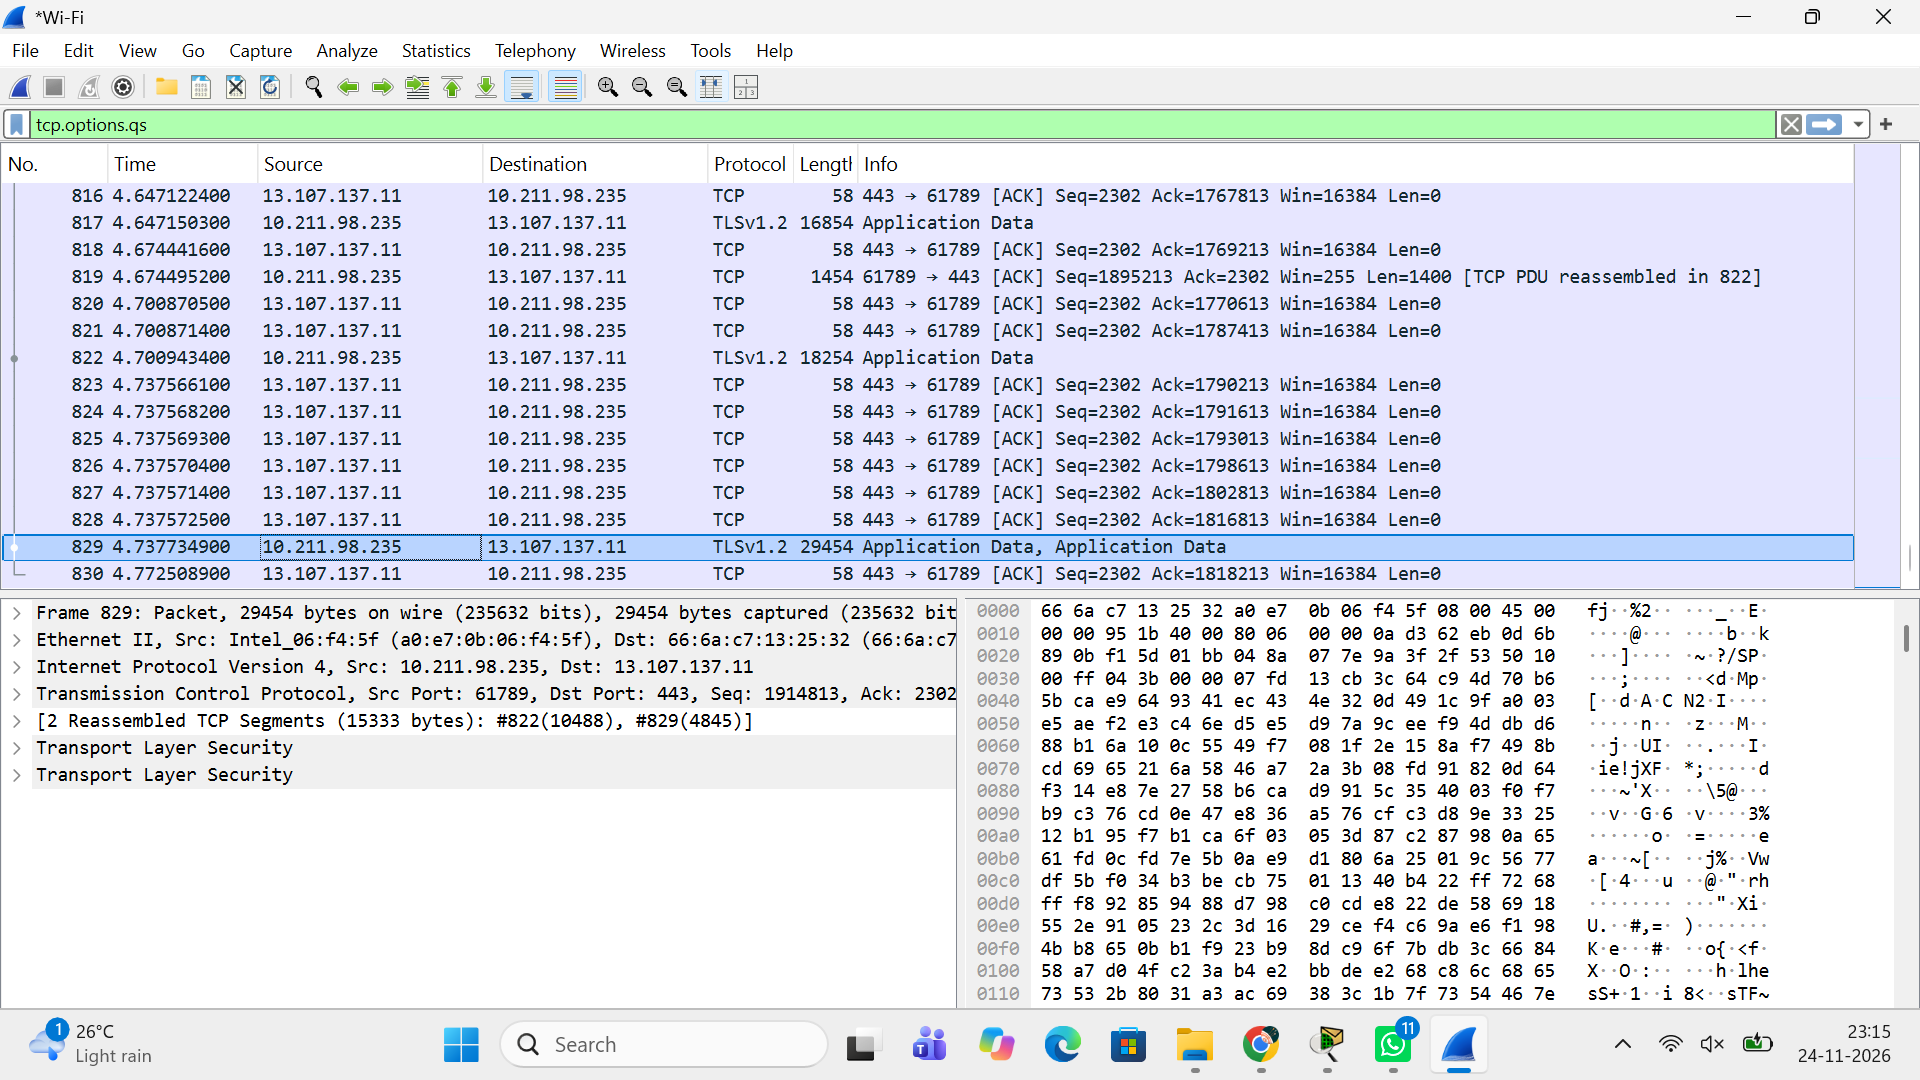 *Wi-Fi
File Edit View Go Capture Analyze Statistics Telephony Wireless Tools Help
tcp.options.qs
No. Time Source Destination Protocol Length Info
816 4.647122400 13.107.137.11 10.211.98.235 TCP 58 443 → 61789 [ACK] Seq=2302 Ack=1767813 Win=16384 Len=0
817 4.647150300 10.211.98.235 13.107.137.11 TLSv1.2 16854 Application Data
818 4.674441600 13.107.137.11 10.211.98.235 TCP 58 443 → 61789 [ACK] Seq=2302 Ack=1769213 Win=16384 Len=0
819 4.674495200 10.211.98.235 13.107.137.11 TCP 1454 61789 → 443 [ACK] Seq=1895213 Ack=2302 Win=255 Len=1400 [TCP PDU reassembled in 822]
820 4.700870500 13.107.137.11 10.211.98.235 TCP 58 443 → 61789 [ACK] Seq=2302 Ack=1770613 Win=16384 Len=0
821 4.700871400 13.107.137.11 10.211.98.235 TCP 58 443 → 61789 [ACK] Seq=2302 Ack=1787413 Win=16384 Len=0
822 4.700943400 10.211.98.235 13.107.137.11 TLSv1.2 18254 Application Data
823 4.737566100 13.107.137.11 10.211.98.235 TCP 58 443 → 61789 [ACK] Seq=2302 Ack=1790213 Win=16384 Len=0
824 4.737568200 13.107.137.11 10.211.98.235 TCP 58 443 → 61789 [ACK] Seq=2302 Ack=1791613 Win=16384 Len=0
825 4.737569300 13.107.137.11 10.211.98.235 TCP 58 443 → 61789 [ACK] Seq=2302 Ack=1793013 Win=16384 Len=0
826 4.737570400 13.107.137.11 10.211.98.235 TCP 58 443 → 61789 [ACK] Seq=2302 Ack=1798613 Win=16384 Len=0
827 4.737571400 13.107.137.11 10.211.98.235 TCP 58 443 → 61789 [ACK] Seq=2302 Ack=1802813 Win=16384 Len=0
828 4.737572500 13.107.137.11 10.211.98.235 TCP 58 443 → 61789 [ACK] Seq=2302 Ack=1816813 Win=16384 Len=0
829 4.737734900 10.211.98.235 13.107.137.11 TLSv1.2 29454 Application Data, Application Data
830 4.772508900 13.107.137.11 10.211.98.235 TCP 58 443 → 61789 [ACK] Seq=2302 Ack=1818213 Win=16384 Len=0
Frame 829: Packet, 29454 bytes on wire (235632 bits), 29454 bytes captured (235632 bit
Ethernet II, Src: Intel_06:f4:5f (a0:e7:0b:06:f4:5f), Dst: 66:6a:c7:13:25:32 (66:6a:c7
Internet Protocol Version 4, Src: 10.211.98.235, Dst: 13.107.137.11
Transmission Control Protocol, Src Port: 61789, Dst Port: 443, Seq: 1914813, Ack: 2302
[2 Reassembled TCP Segments (15333 bytes): #822(10488), #829(4845)]
Transport Layer Security
Transport Layer Security
0000 66 6a c7 13 25 32 a0 e7 0b 06 f4 5f 08 00 45 00 fj··%2·· ···_··E·
0010 00 00 95 1b 40 00 80 06 00 00 0a d3 62 eb 0d 6b ····@··· ····b··k
0020 89 0b f1 5d 01 bb 04 8a 07 7e 9a 3f 2f 53 50 10 ···]···· ·~·?/SP·
0030 00 ff 04 3b 00 00 07 fd 13 cb 3c 64 c9 4d 70 b6 ···;···· ··<d·Mp·
0040 5b ca e9 64 93 41 ec 43 4e 32 0d 49 1c 9f a0 03 [··d·A·C N2·I····
0050 e5 ae f2 e3 c4 6e d5 e5 d9 7a 9c ee f9 4d db d6 ·····n·· ·z···M··
0060 88 b1 6a 10 0c 55 49 f7 08 1f 2e 15 8a f7 49 8b ··j··UI· ··.···I·
0070 cd 69 65 21 6a 58 46 a7 2a 3b 08 fd 91 82 0d 64 ·ie!jXF· *;·····d
0080 f3 14 e8 7e 27 58 b6 ca d9 91 5c 35 40 03 f0 f7 ···~'X·· ··\5@···
0090 b9 c3 76 cd 0e 47 e8 36 a5 76 cf c3 d8 9e 33 25 ··v··G·6 ·v····3%
00a0 12 b1 95 f7 b1 ca 6f 03 05 3d 87 c2 87 98 0a 65 ······o· ·=·····e
00b0 61 fd 0c fd 7e 5b 0a e9 d1 80 6a 25 01 9c 56 77 a···~[·· ··j%··Vw
00c0 df 5b f0 34 b3 be cb 75 01 13 40 b4 22 ff 72 68 ·[·4···u ··@·"·rh
00d0 ff f8 92 85 94 88 d7 98 c0 cd e8 22 de 58 69 18 ········ ···"·Xi·
00e0 55 2e 91 05 23 2c 3d 16 29 ce f4 c6 9a e6 f1 98 U.··#,=· )·······
00f0 4b b8 65 0b b1 f9 23 b9 8d c9 6f 7b db 3c 66 84 K·e···#· ··o{·<f·
0100 58 a7 d0 4f c2 3a b4 e2 bb de e2 68 c8 6c 68 65 X··O·:·· ···h·lhe
0110 73 53 2b 80 31 a3 ac 69 38 3c 1b 7f 73 54 46 7e sS+·1··i 8<··sTF~
1
26°C
Light rain
Search
11
23:15
24-11-2026